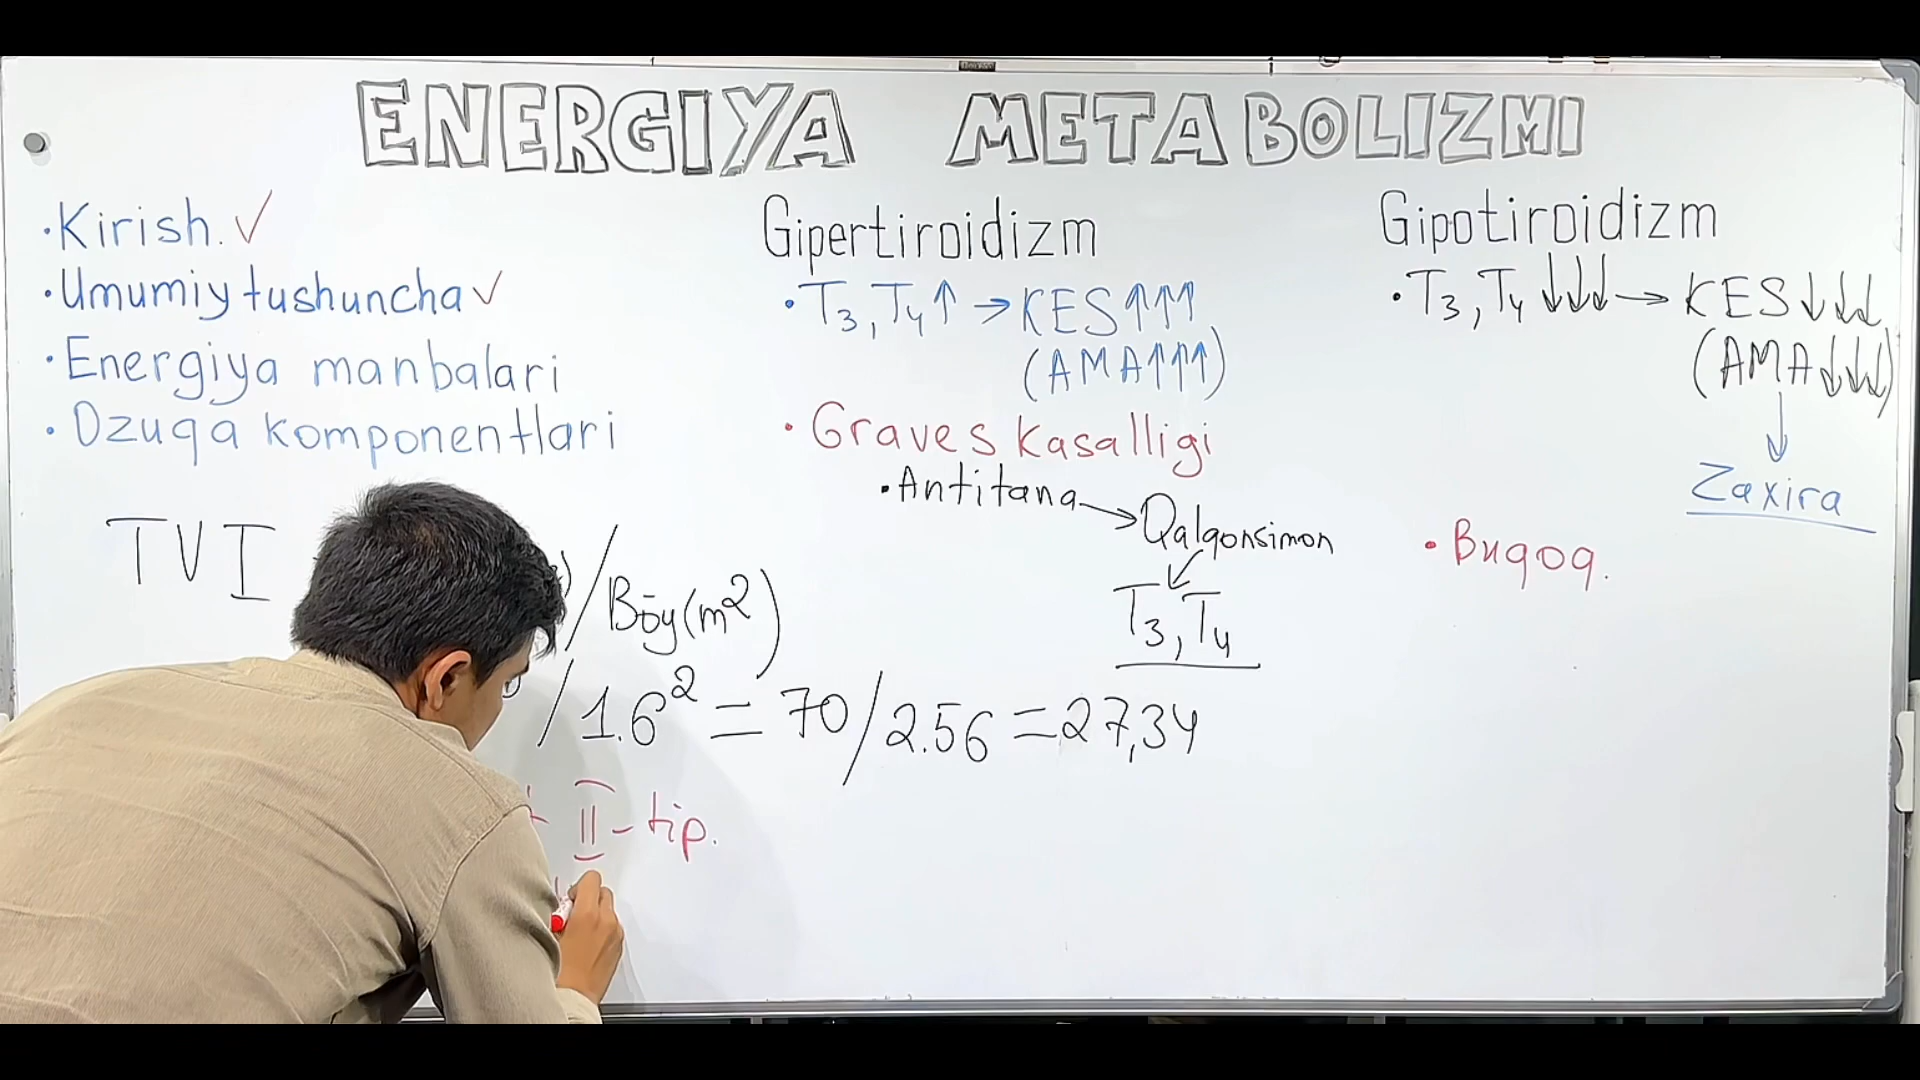 ENERGIYA METABOLIZMI
•Kirish. ✓
•Umumiy tushuncha ✓
•Energiya manbalari
•Ozuqa komponentlari
TVI
/Bōy(m²)
/1.6² = 70/2.56 = 27,34
II-tip.
Gipertiroidizm
•T3, T4 ↑ → KES ↑↑↑
(AMA↑↑↑)
•Graves kasalligi
•Antitana → Qalqonsimon
T3, T4
Gipotiroidizm
•T3, T4 ↓↓↓ → KES ↓↓↓
(AMA↓↓↓)
↓
Zaxira
•Buqoq.